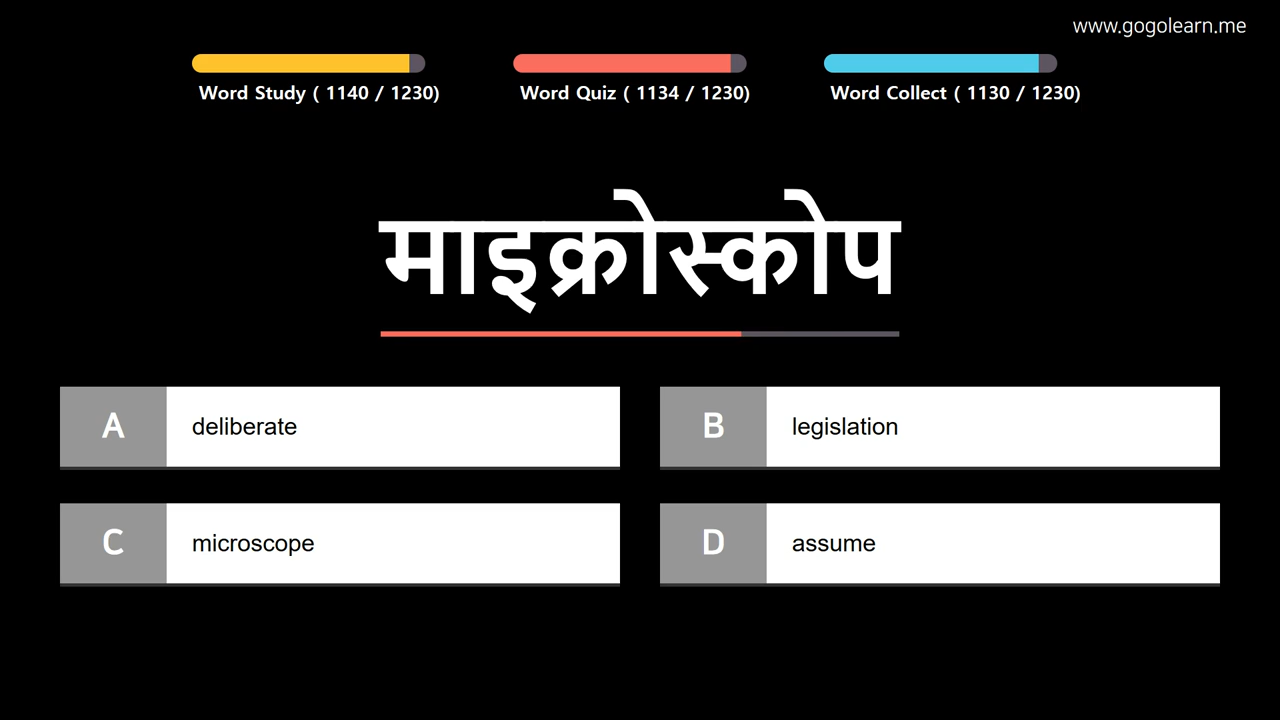 www.gogolearn.me
Word Study ( 1140 / 1230) Word Quiz ( 1134 / 1230) Word Collect ( 1130 / 1230)
माइक्रोस्कोप
A deliberate B legislation
C microscope D assume